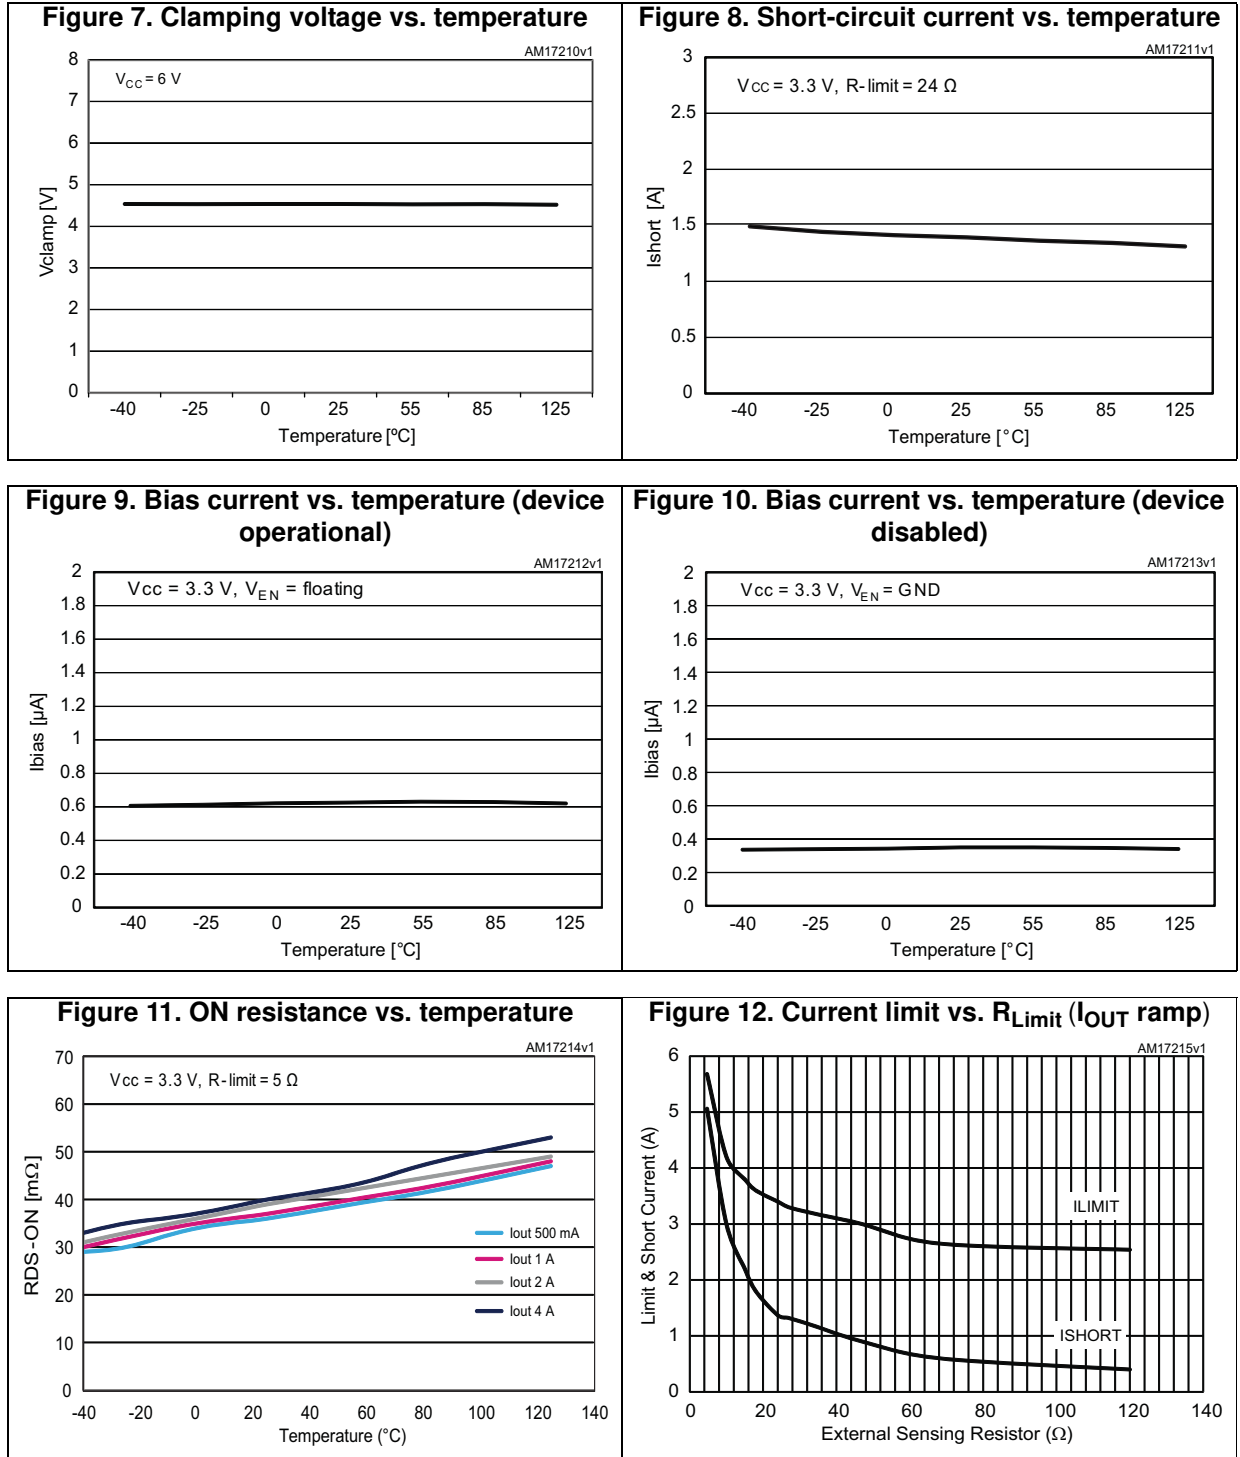 Figure 7. Clamping voltage vs. temperature
AM17210v1
VCC = 6 V
8
7
6
5
4
3
2
1
0
Vclamp [V]
-40 -25 0 25 55 85 125
Temperature [ºC]
Figure 8. Short-circuit current vs. temperature
AM17211v1
Vcc = 3.3 V, R-limit = 24 Ω
3
2.5
2
1.5
1
0.5
0
Ishort [A]
-40 -25 0 25 55 85 125
Temperature [°C]
Figure 9. Bias current vs. temperature (device
operational)
AM17212v1
Vcc = 3.3 V, VEN = floating
2
1.8
1.6
1.4
1.2
1
0.8
0.6
0.4
0.2
0
Ibias [µA]
-40 -25 0 25 55 85 125
Temperature [°C]
Figure 10. Bias current vs. temperature (device
disabled)
AM17213v1
Vcc = 3.3 V, VEN = GND
2
1.8
1.6
1.4
1.2
1
0.8
0.6
0.4
0.2
0
Ibias [µA]
-40 -25 0 25 55 85 125
Temperature [°C]
Figure 11. ON resistance vs. temperature
AM17214v1
Vcc = 3.3 V, R-limit = 5 Ω
70
60
50
40
30
20
10
0
RDS-ON [mΩ]
Iout 500 mA
Iout 1 A
Iout 2 A
Iout 4 A
-40 -20 0 20 40 60 80 100 120 140
Temperature (°C)
Figure 12. Current limit vs. RLimit (IOUT ramp)
AM17215v1
6
5
4
3
2
1
0
Limit & Short Current (A)
ILIMIT
ISHORT
0 20 40 60 80 100 120 140
External Sensing Resistor (Ω)